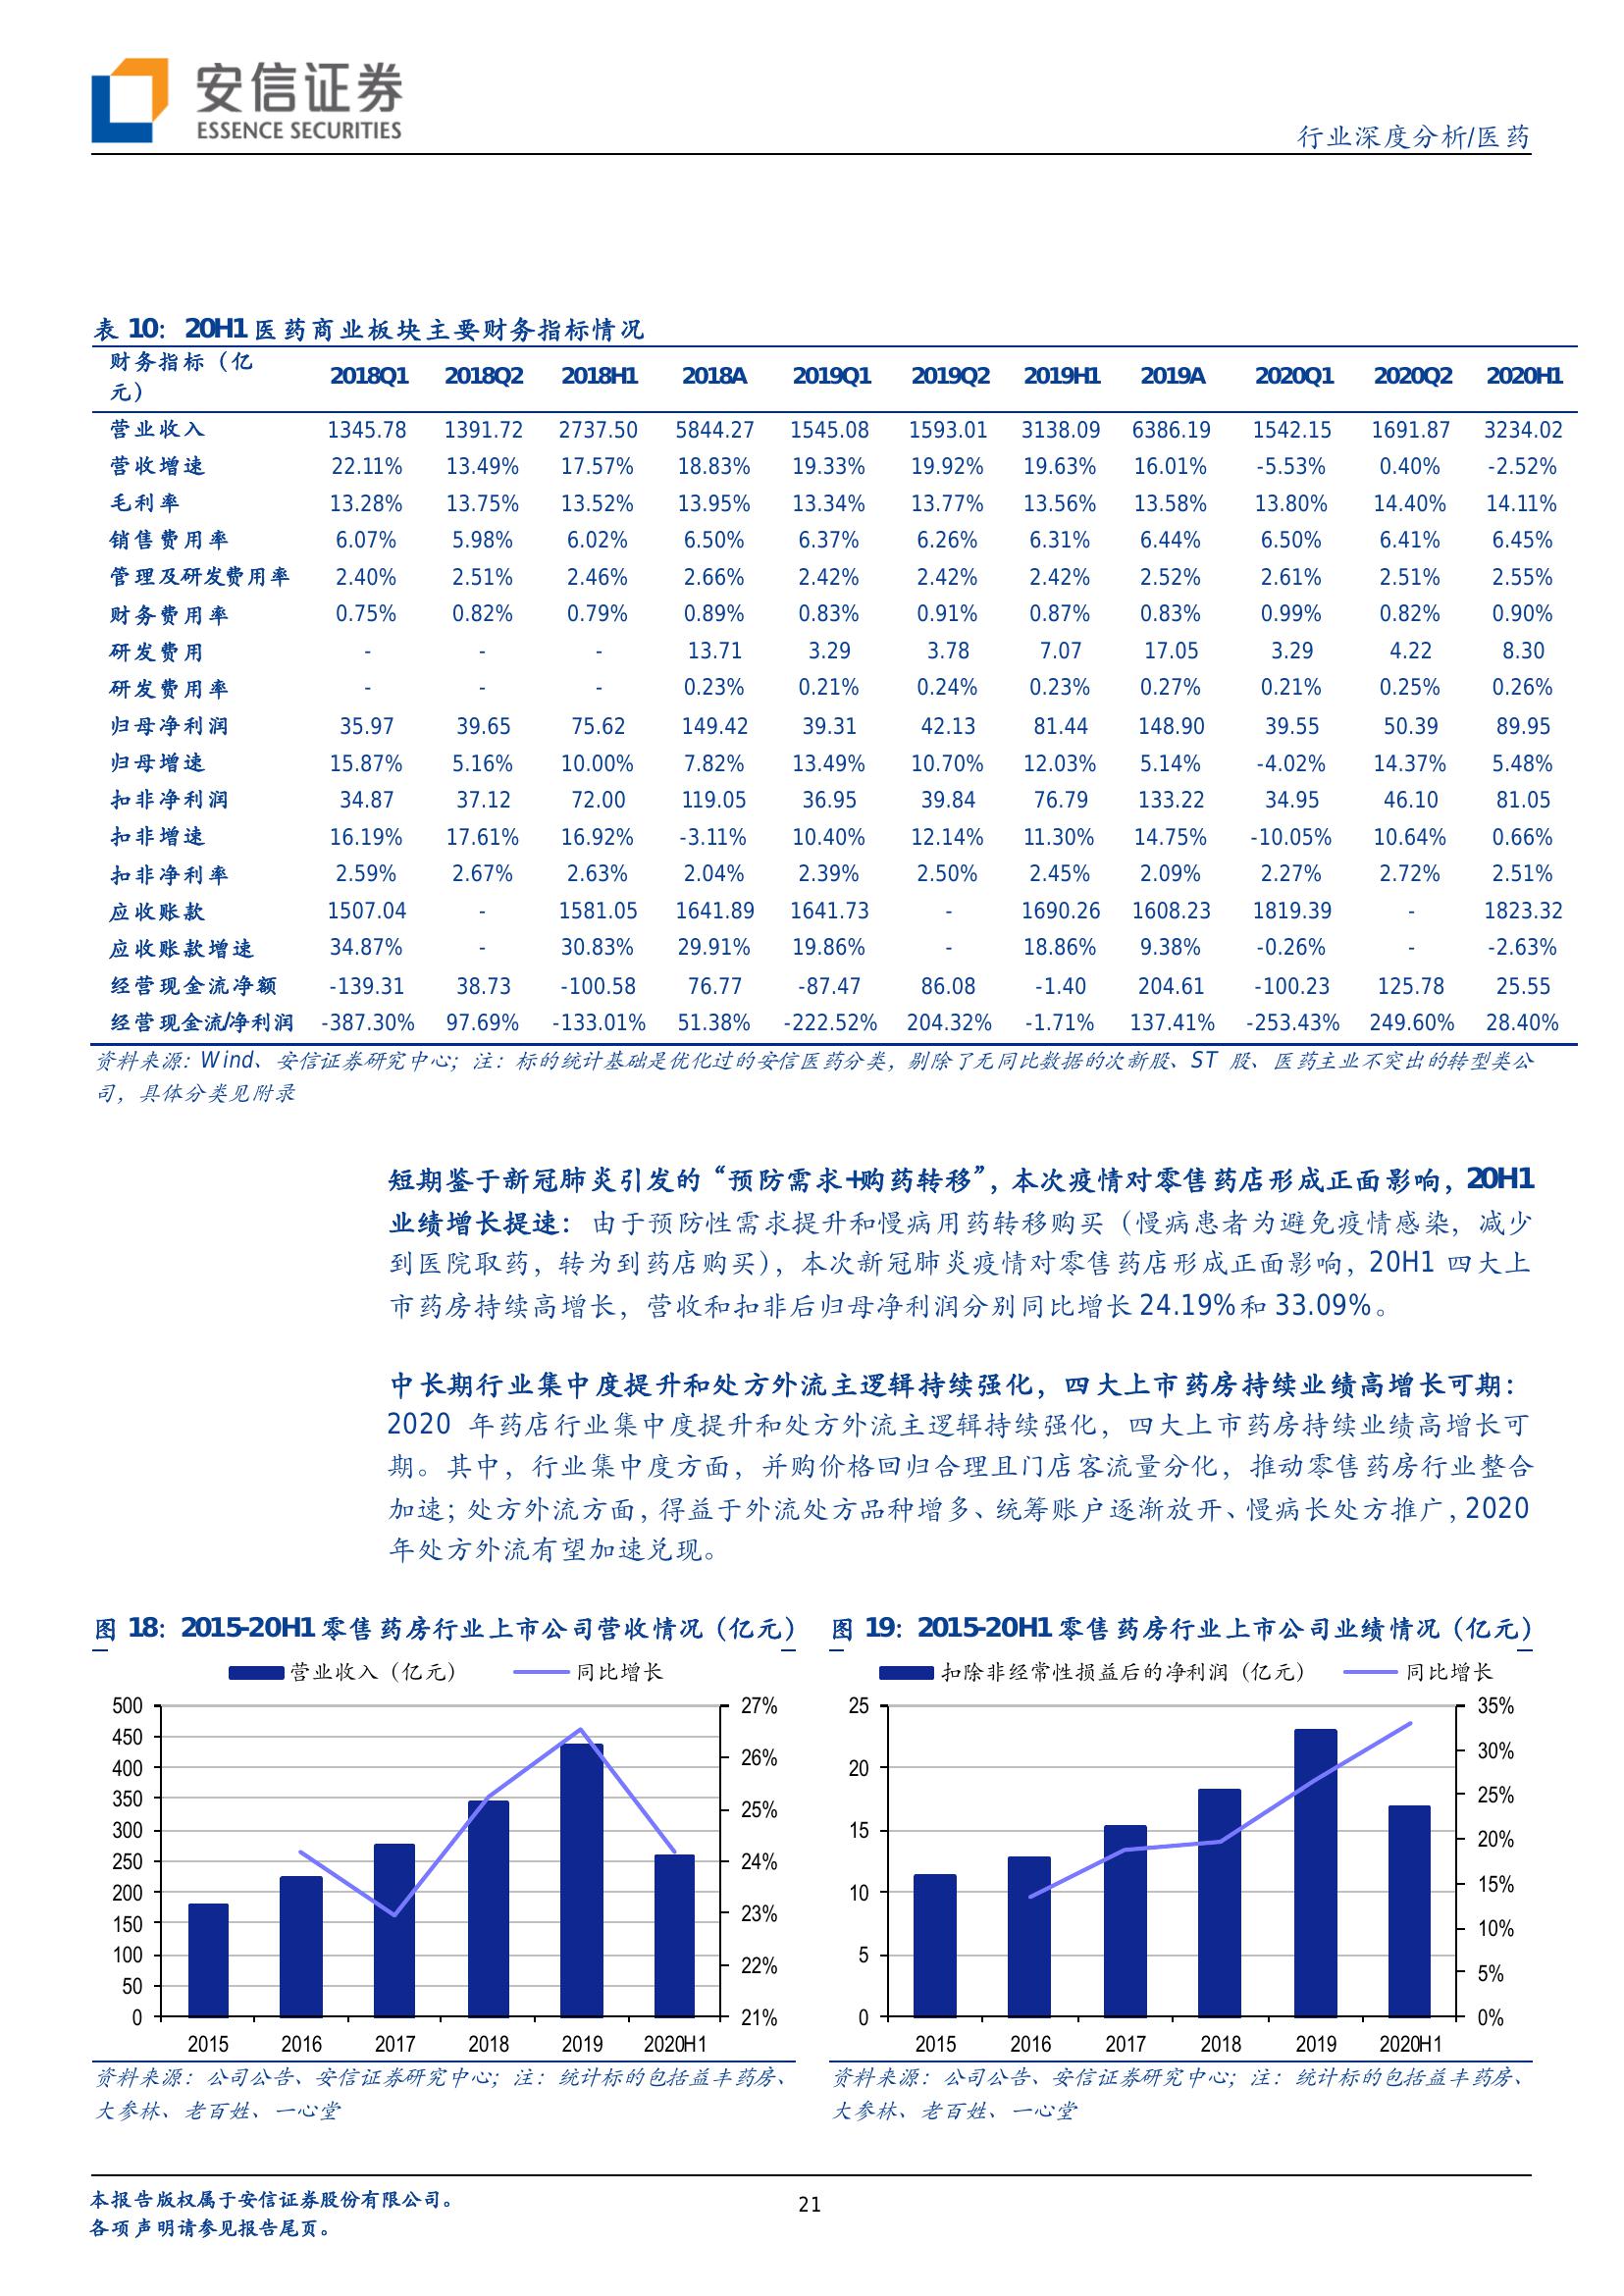 安信证券
ESSENCE SECURITIES
行业深度分析/医药
表 10：20H1 医药商业板块主要财务指标情况
财务指标（亿元） 2018Q1 2018Q2 2018H1 2018A 2019Q1 2019Q2 2019H1 2019A 2020Q1 2020Q2 2020H1
营业收入 1345.78 1391.72 2737.50 5844.27 1545.08 1593.01 3138.09 6386.19 1542.15 1691.87 3234.02
营收增速 22.11% 13.49% 17.57% 18.83% 19.33% 19.92% 19.63% 16.01% -5.53% 0.40% -2.52%
毛利率 13.28% 13.75% 13.52% 13.95% 13.34% 13.77% 13.56% 13.58% 13.80% 14.40% 14.11%
销售费用率 6.07% 5.98% 6.02% 6.50% 6.37% 6.26% 6.31% 6.44% 6.50% 6.41% 6.45%
管理及研发费用率 2.40% 2.51% 2.46% 2.66% 2.42% 2.42% 2.42% 2.52% 2.61% 2.51% 2.55%
财务费用率 0.75% 0.82% 0.79% 0.89% 0.83% 0.91% 0.87% 0.83% 0.99% 0.82% 0.90%
研发费用 - - - 13.71 3.29 3.78 7.07 17.05 3.29 4.22 8.30
研发费用率 - - - 0.23% 0.21% 0.24% 0.23% 0.27% 0.21% 0.25% 0.26%
归母净利润 35.97 39.65 75.62 149.42 39.31 42.13 81.44 148.90 39.55 50.39 89.95
归母增速 15.87% 5.16% 10.00% 7.82% 13.49% 10.70% 12.03% 5.14% -4.02% 14.37% 5.48%
扣非净利润 34.87 37.12 72.00 119.05 36.95 39.84 76.79 133.22 34.95 46.10 81.05
扣非增速 16.19% 17.61% 16.92% -3.11% 10.40% 12.14% 11.30% 14.75% -10.05% 10.64% 0.66%
扣非净利率 2.59% 2.67% 2.63% 2.04% 2.39% 2.50% 2.45% 2.09% 2.27% 2.72% 2.51%
应收账款 1507.04 - 1581.05 1641.89 1641.73 - 1690.26 1608.23 1819.39 - 1823.32
应收账款增速 34.87% - 30.83% 29.91% 19.86% - 18.86% 9.38% -0.26% - -2.63%
经营现金流净额 -139.31 38.73 -100.58 76.77 -87.47 86.08 -1.40 204.61 -100.23 125.78 25.55
经营现金流/净利润 -387.30% 97.69% -133.01% 51.38% -222.52% 204.32% -1.71% 137.41% -253.43% 249.60% 28.40%
资料来源：Wind、安信证券研究中心；注：标的统计基础是优化过的安信医药分类，剔除了无同比数据的次新股、ST 股、医药主业不突出的转型类公
司，具体分类见附录
短期鉴于新冠肺炎引发的“预防需求+购药转移”，本次疫情对零售药店形成正面影响，20H1
业绩增长提速：由于预防性需求提升和慢病用药转移购买（慢病患者为避免疫情感染，减少
到医院取药，转为到药店购买），本次新冠肺炎疫情对零售药店形成正面影响，20H1 四大上
市药房持续高增长，营收和扣非后归母净利润分别同比增长 24.19%和 33.09%。
中长期行业集中度提升和处方外流主逻辑持续强化，四大上市药房持续业绩高增长可期：
2020 年药店行业集中度提升和处方外流主逻辑持续强化，四大上市药房持续业绩高增长可
期。其中，行业集中度方面，并购价格回归合理且门店客流量分化，推动零售药房行业整合
加速；处方外流方面，得益于外流处方品种增多、统筹账户逐渐放开、慢病长处方推广，2020
年处方外流有望加速兑现。
图 18：2015-20H1 零售药房行业上市公司营收情况（亿元）
营业收入（亿元） 同比增长
500 27%
450
400 26%
350 25%
300
250 24%
200
150 23%
100 22%
50
0 21%
2015 2016 2017 2018 2019 2020H1
资料来源：公司公告、安信证券研究中心；注：统计标的包括益丰药房、
大参林、老百姓、一心堂
图 19：2015-20H1 零售药房行业上市公司业绩情况（亿元）
扣除非经常性损益后的净利润（亿元） 同比增长
25 35%
30%
20 25%
15 20%
15%
10 10%
5 5%
0 0%
2015 2016 2017 2018 2019 2020H1
资料来源：公司公告、安信证券研究中心；注：统计标的包括益丰药房、
大参林、老百姓、一心堂
本报告版权属于安信证券股份有限公司。
各项声明请参见报告尾页。
21